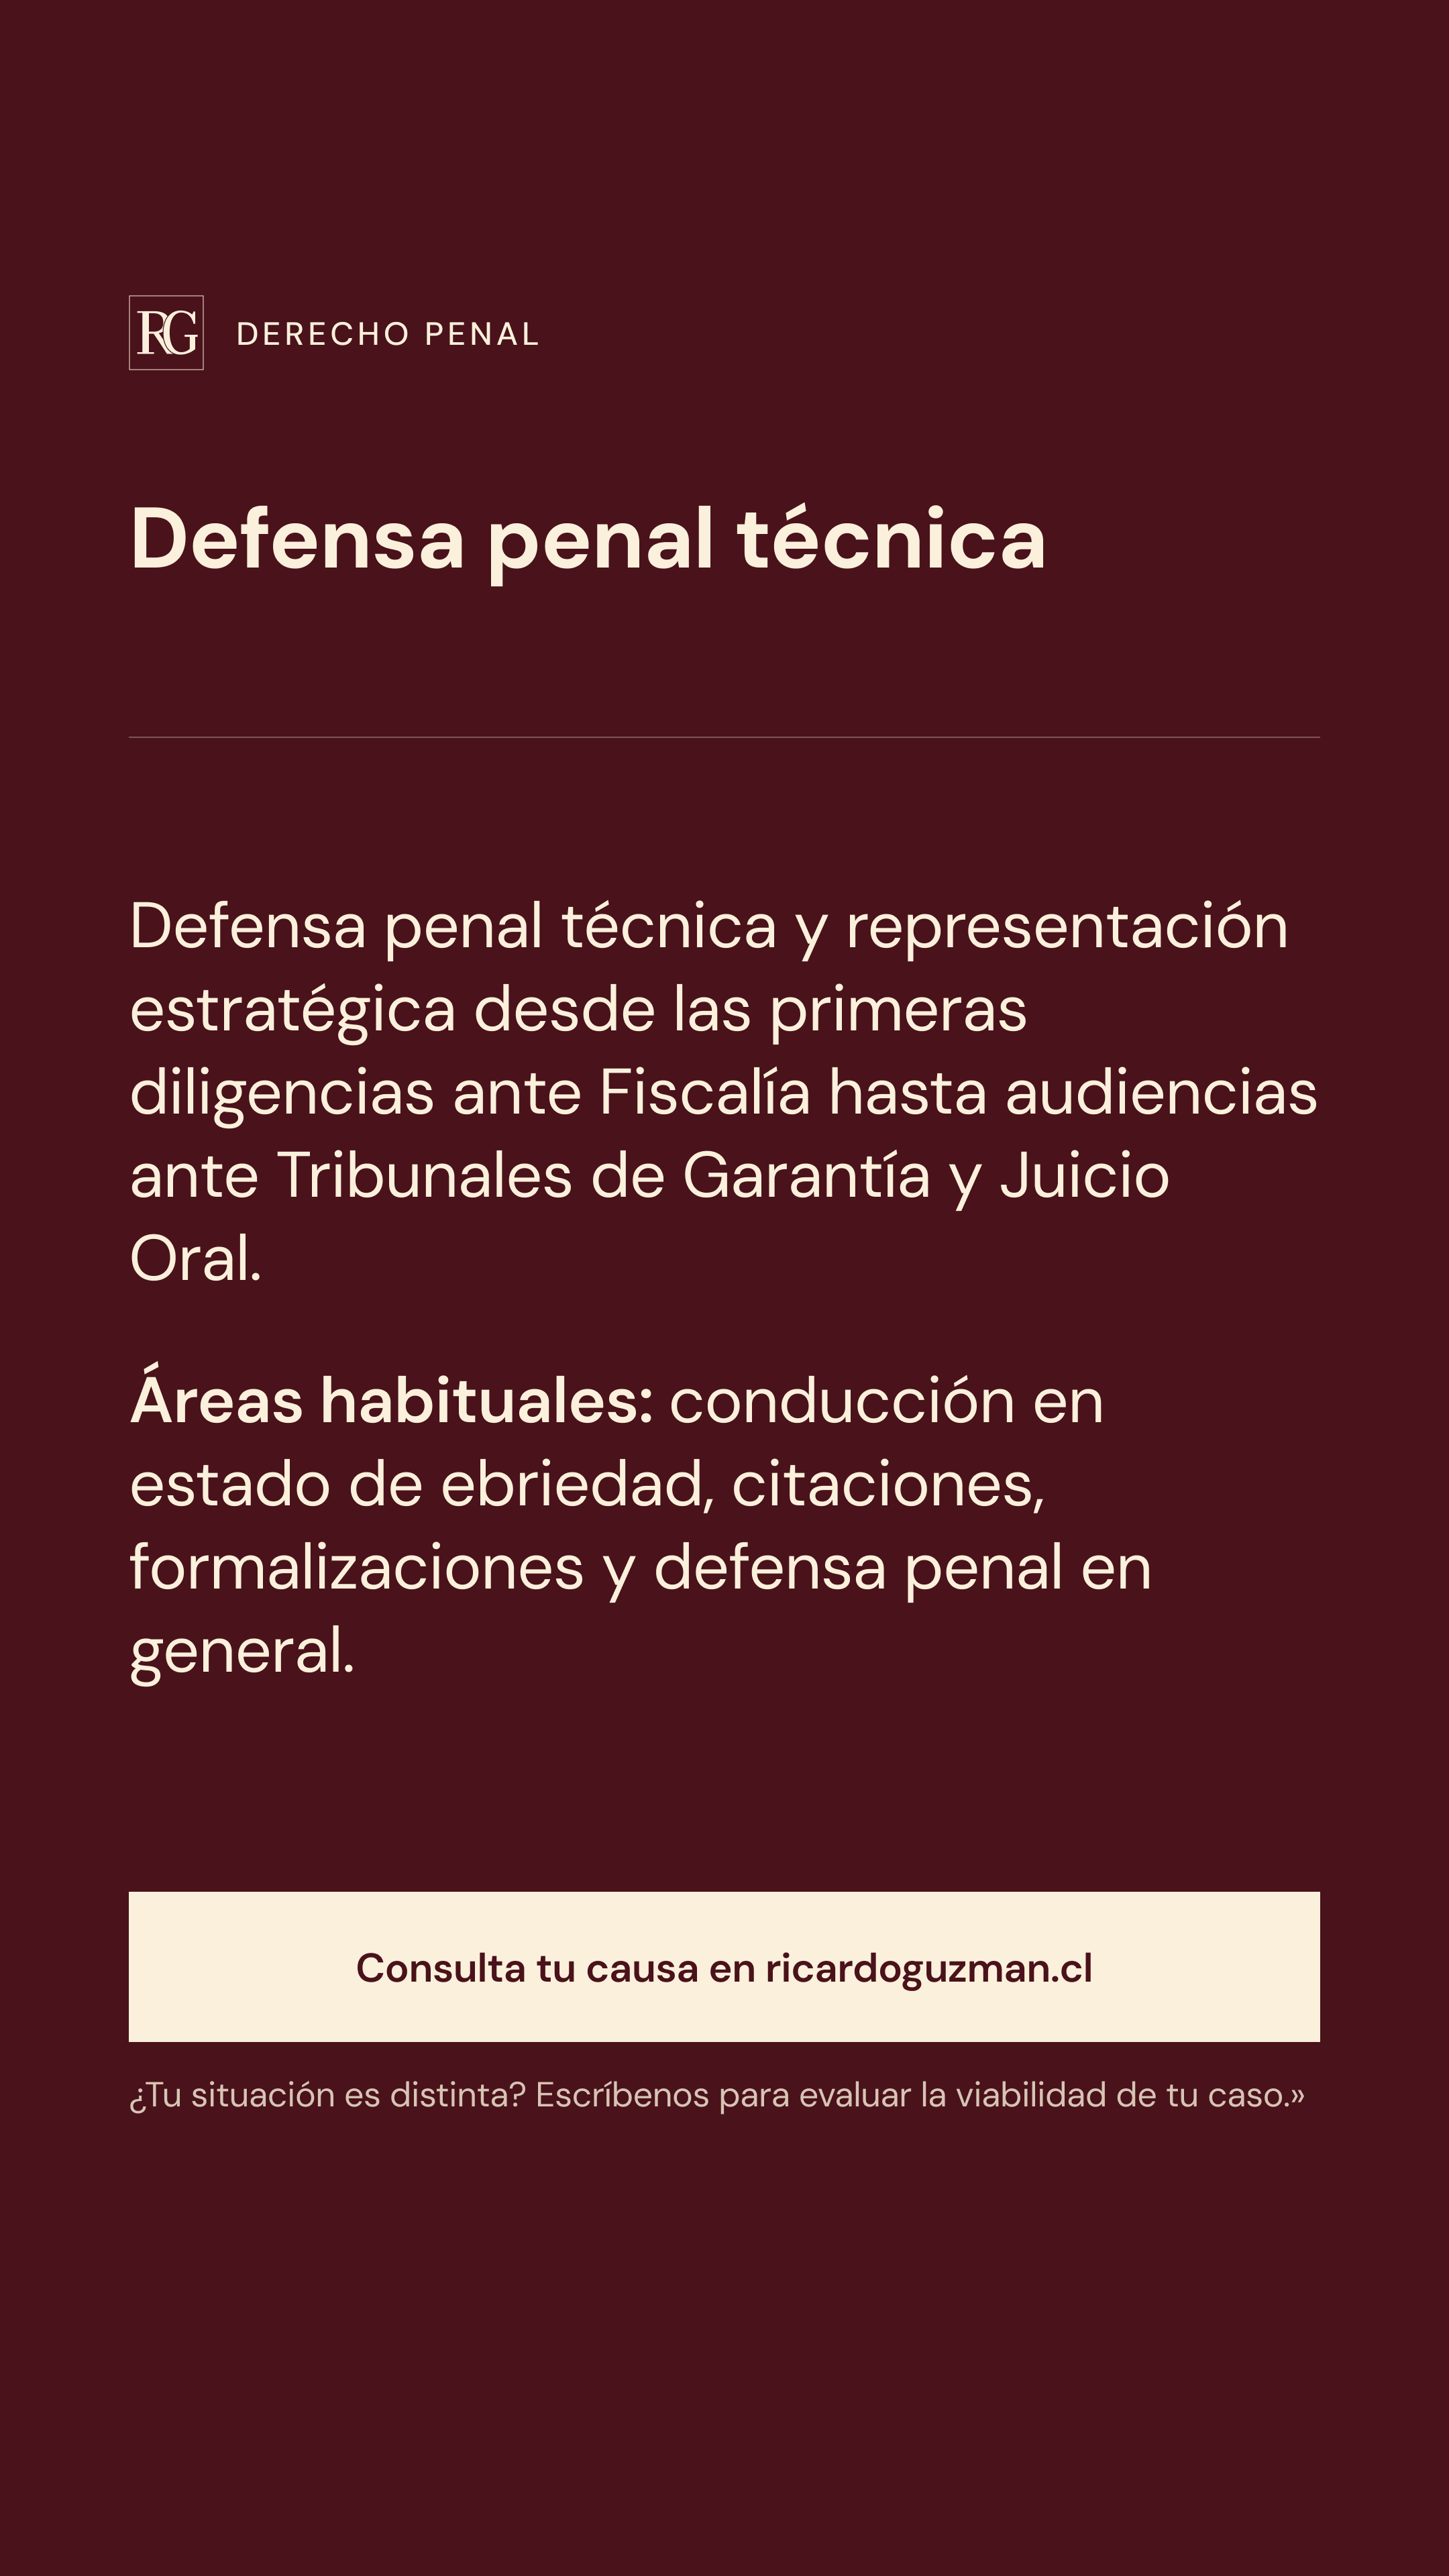 RG DERECHO PENAL
Defensa penal técnica
Defensa penal técnica y representación
estratégica desde las primeras
diligencias ante Fiscalía hasta audiencias
ante Tribunales de Garantía y Juicio
Oral.
Áreas habituales: conducción en
estado de ebriedad, citaciones,
formalizaciones y defensa penal en
general.
Consulta tu causa en ricardoguzman.cl
¿Tu situación es distinta? Escríbenos para evaluar la viabilidad de tu caso.»